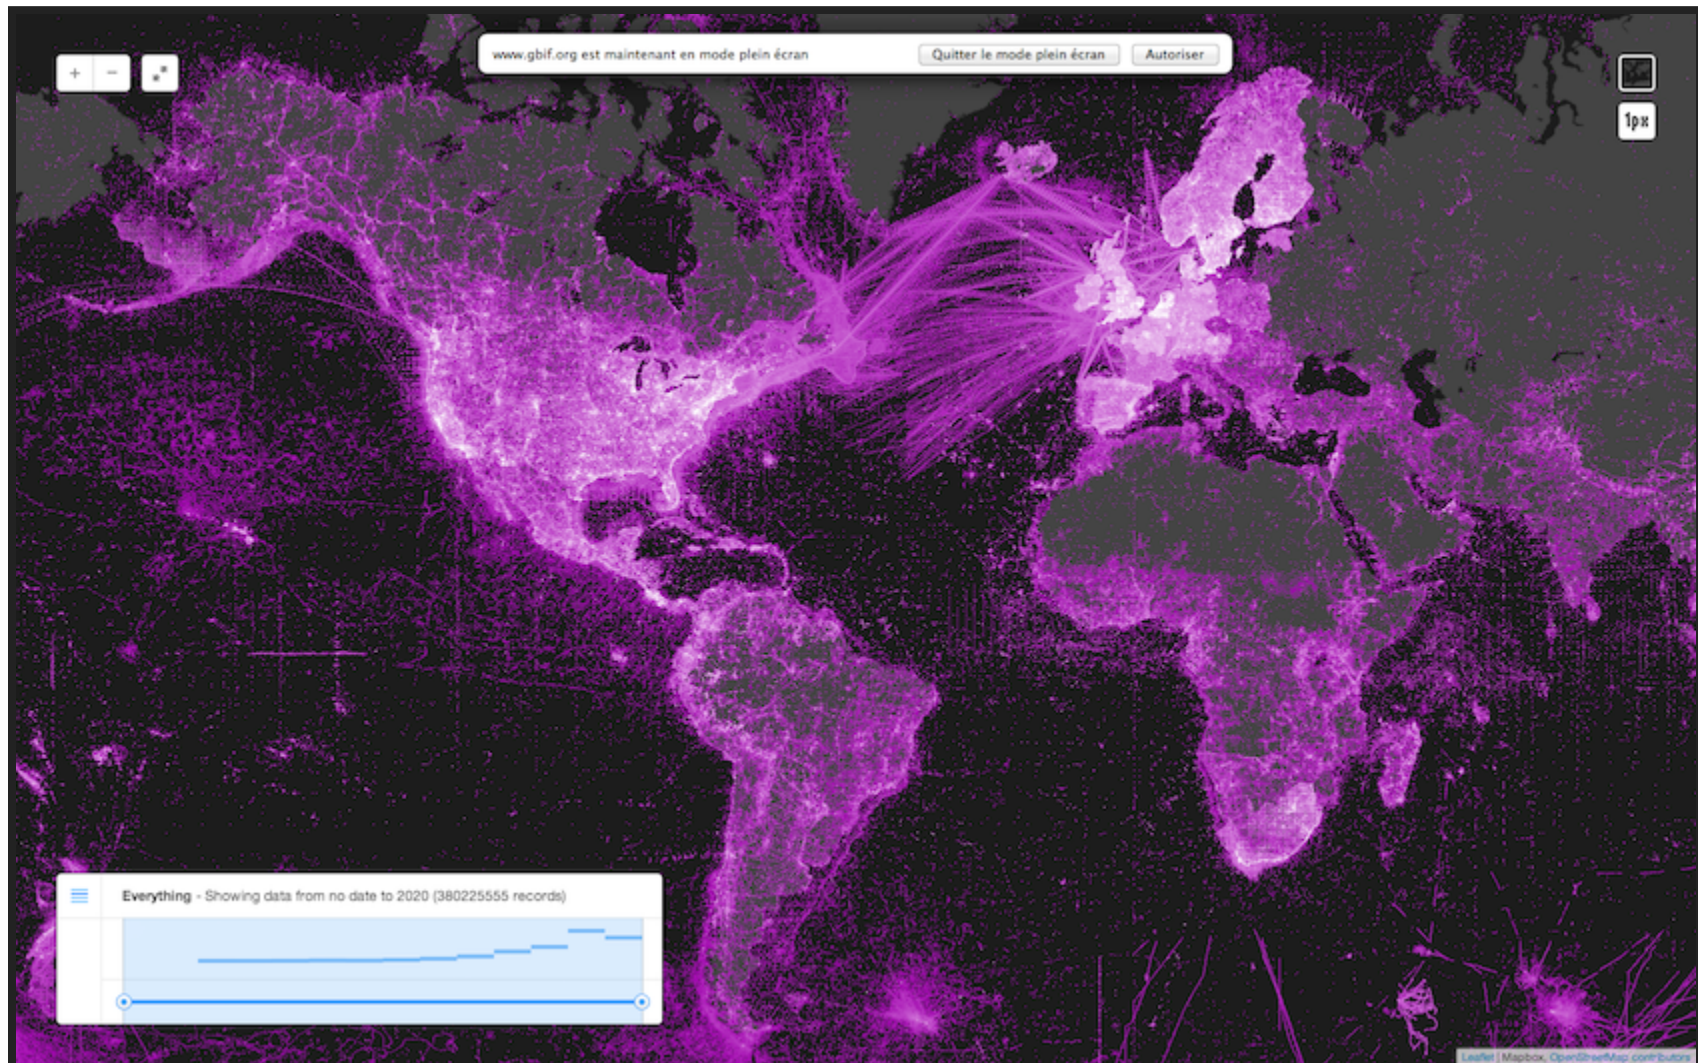 www.gbif.org est maintenant en mode plein écran
Quitter le mode plein écran
Autoriser
+ −
1px
Everything - Showing data from no date to 2020 (380225555 records)
Leaflet | Mapbox, OpenStreetMap contributors